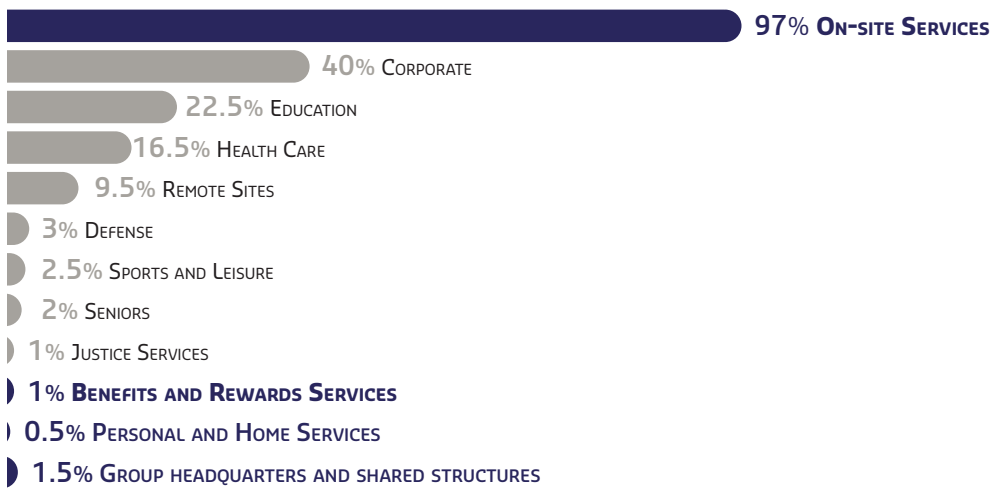 97% On-site Services
40% Corporate
22.5% Education
16.5% Health Care
9.5% Remote Sites
3% Defense
2.5% Sports and Leisure
2% Seniors
1% Justice Services
1% Benefits and Rewards Services
0.5% Personal and Home Services
1.5% Group headquarters and shared structures